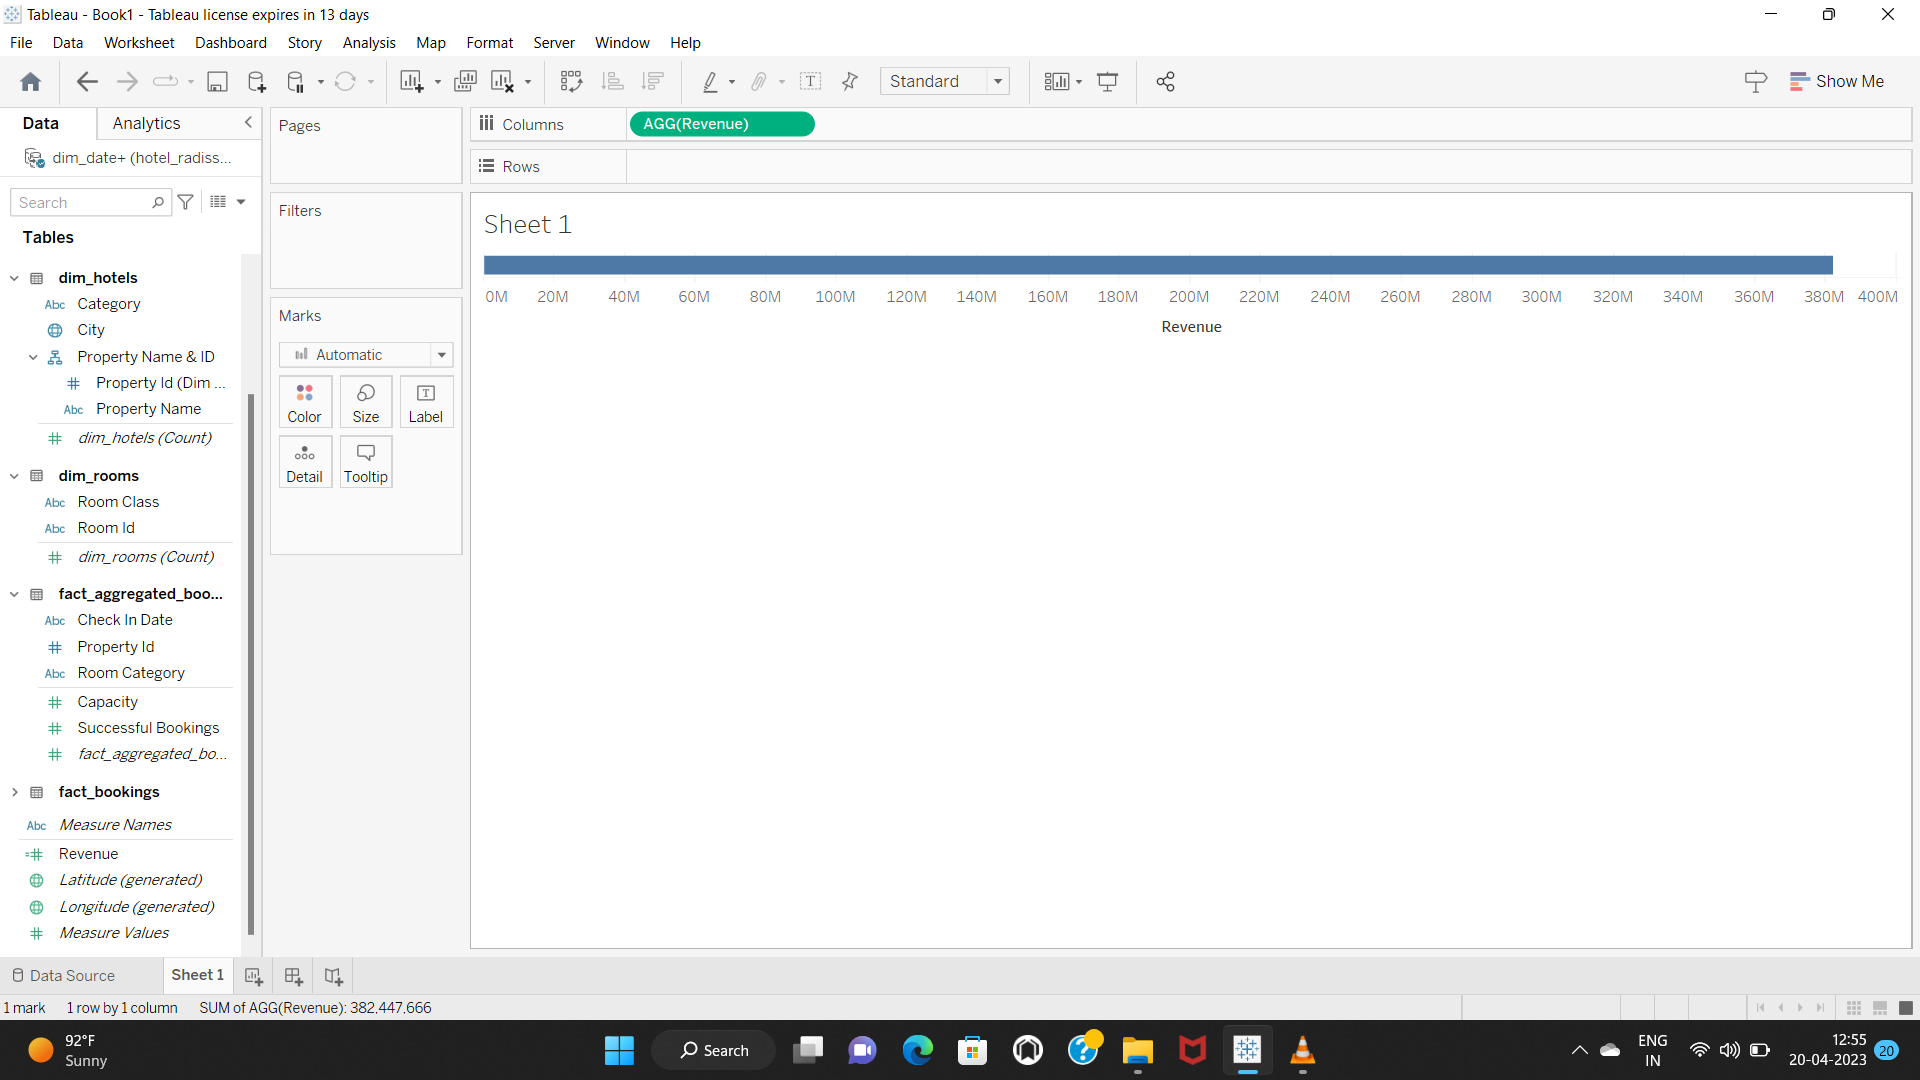 Tableau - Book1 - Tableau license expires in 13 days
File Data Worksheet Dashboard Story Analysis Map Format Server Window Help
Standard
Show Me
Data Analytics
dim_date+ (hotel_radiss...
Search
Tables
dim_hotels
Abc Category
City
Property Name & ID
Property Id (Dim ...
Abc Property Name
dim_hotels (Count)
dim_rooms
Abc Room Class
Abc Room Id
dim_rooms (Count)
fact_aggregated_boo...
Abc Check In Date
Property Id
Abc Room Category
Capacity
Successful Bookings
fact_aggregated_bo...
fact_bookings
Abc Measure Names
Revenue
Latitude (generated)
Longitude (generated)
Measure Values
Pages
Filters
Marks
Automatic
Color Size Label
Detail Tooltip
Columns AGG(Revenue)
Rows
Sheet 1
0M 20M 40M 60M 80M 100M 120M 140M 160M 180M 200M 220M 240M 260M 280M 300M 320M 340M 360M 380M 400M
Revenue
Data Source Sheet 1
1 mark 1 row by 1 column SUM of AGG(Revenue): 382,447,666
92°F
Sunny
Search
ENG
IN
12:55
20-04-2023
20